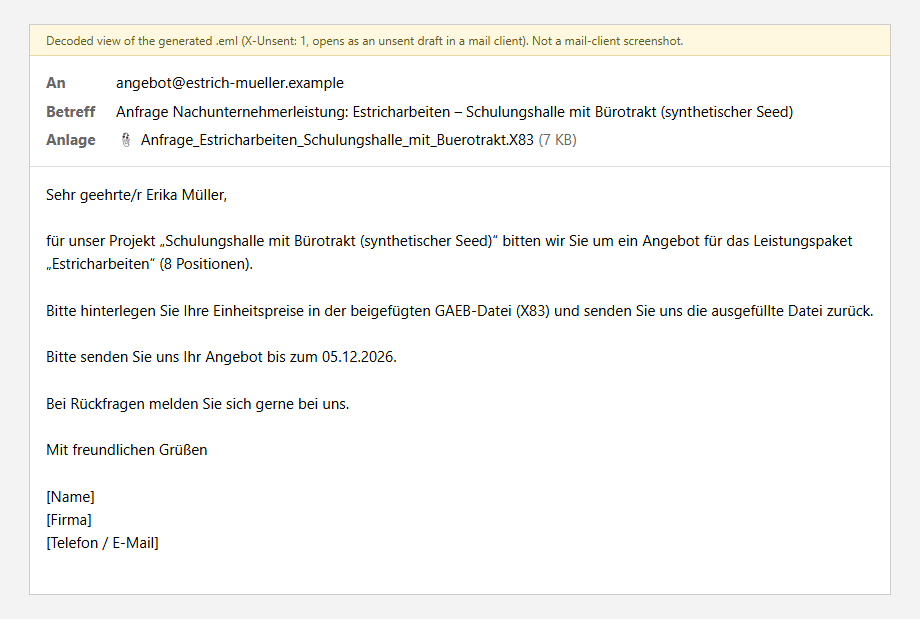 Decoded view of the generated .eml (X-Unsent: 1, opens as an unsent draft in a mail client). Not a mail-client screenshot.
An angebot@estrich-mueller.example
Betreff Anfrage Nachunternehmerleistung: Estricharbeiten – Schulungshalle mit Bürotrakt (synthetischer Seed)
Anlage Anfrage_Estricharbeiten_Schulungshalle_mit_Buerotrakt.X83 (7 KB)
Sehr geehrte/r Erika Müller,
für unser Projekt „Schulungshalle mit Bürotrakt (synthetischer Seed)“ bitten wir Sie um ein Angebot für das Leistungspaket
„Estricharbeiten“ (8 Positionen).
Bitte hinterlegen Sie Ihre Einheitspreise in der beigefügten GAEB-Datei (X83) und senden Sie uns die ausgefüllte Datei zurück.
Bitte senden Sie uns Ihr Angebot bis zum 05.12.2026.
Bei Rückfragen melden Sie sich gerne bei uns.
Mit freundlichen Grüßen
[Name]
[Firma]
[Telefon / E-Mail]